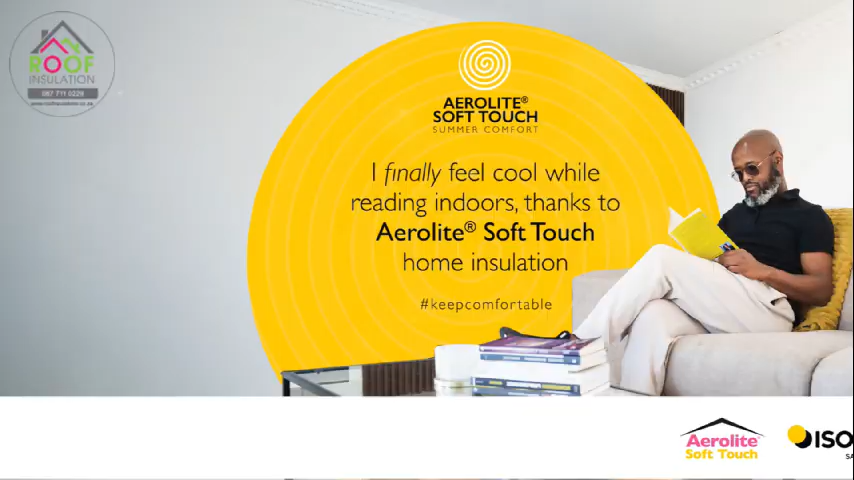 ROOF
INSULATION
087 711 0229
AEROLITE®
SOFT TOUCH
SUMMER COMFORT
I finally feel cool while
reading indoors, thanks to
Aerolite® Soft Touch
home insulation
#keepcomfortable
Aerolite®
Soft Touch
ISO
SA